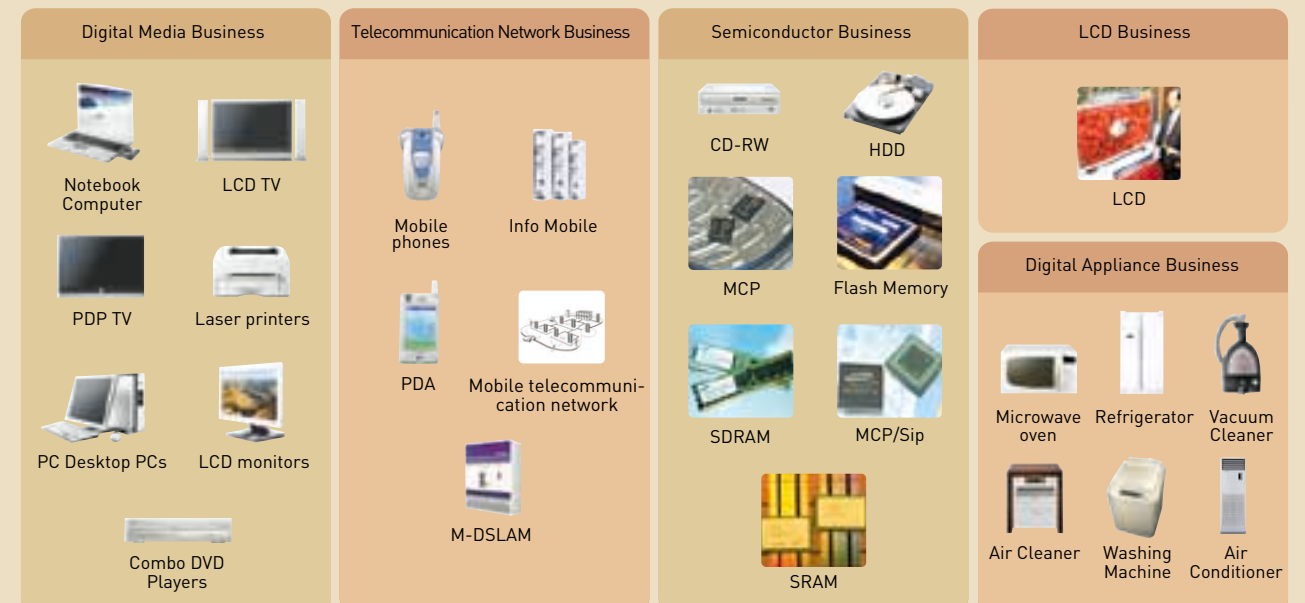 Digital Media Business
Notebook
Computer
LCD TV
PDP TV
Laser printers
PC Desktop PCs
LCD monitors
Combo DVD
Players
Telecommunication Network Business
Mobile
phones
Info Mobile
PDA
Mobile telecommuni-
cation network
M-DSLAM
Semiconductor Business
CD-RW
HDD
MCP
Flash Memory
SDRAM
MCP/Sip
SRAM
LCD Business
LCD
Digital Appliance Business
Microwave
oven
Refrigerator
Vacuum
Cleaner
Air Cleaner
Washing
Machine
Air
Conditioner